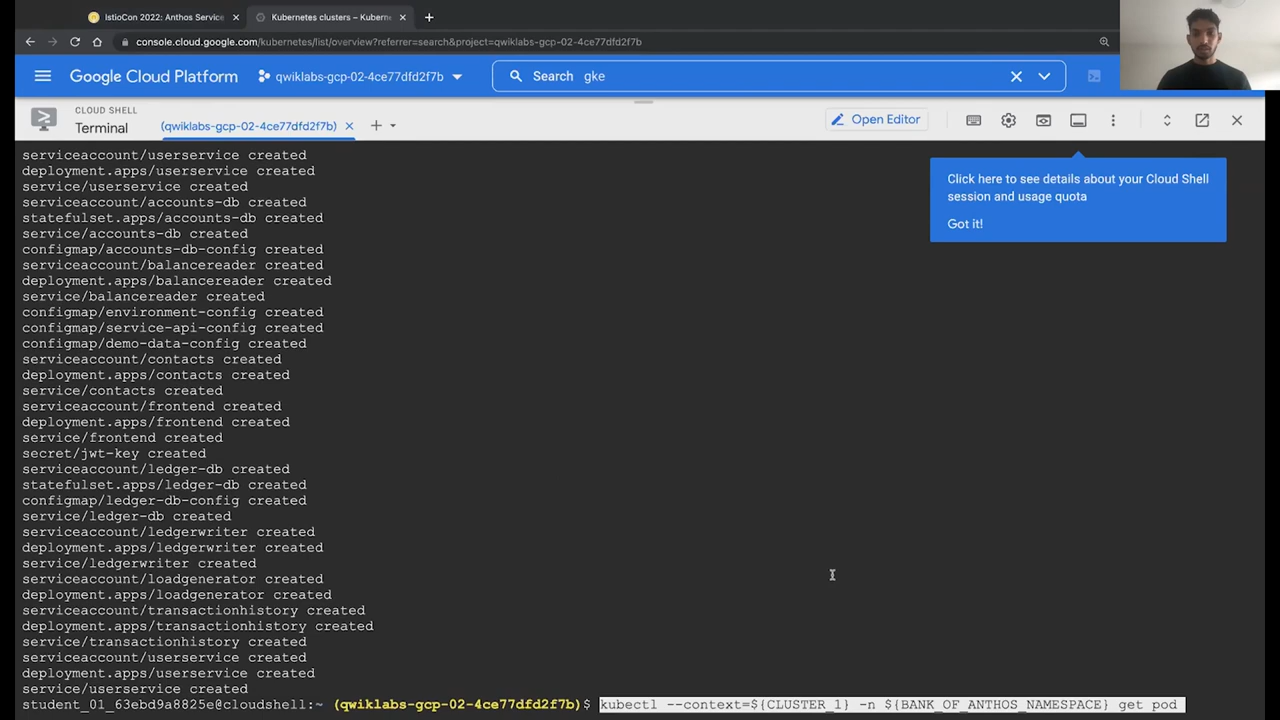 IstioCon 2022: Anthos Service
Kubernetes clusters – Kubern
console.cloud.google.com/kubernetes/list/overview?referrer=search&project=qwiklabs-gcp-02-4ce77dfd2f7b
Google Cloud Platform
qwiklabs-gcp-02-4ce77dfd2f7b
Search gke
CLOUD SHELL
Terminal
(qwiklabs-gcp-02-4ce77dfd2f7b)
Open Editor
Click here to see details about your Cloud Shell
session and usage quota
Got it!
serviceaccount/userservice created
deployment.apps/userservice created
service/userservice created
serviceaccount/accounts-db created
statefulset.apps/accounts-db created
service/accounts-db created
configmap/accounts-db-config created
serviceaccount/balancereader created
deployment.apps/balancereader created
service/balancereader created
configmap/environment-config created
configmap/service-api-config created
configmap/demo-data-config created
serviceaccount/contacts created
deployment.apps/contacts created
service/contacts created
serviceaccount/frontend created
deployment.apps/frontend created
service/frontend created
secret/jwt-key created
serviceaccount/ledger-db created
statefulset.apps/ledger-db created
configmap/ledger-db-config created
service/ledger-db created
serviceaccount/ledgerwriter created
deployment.apps/ledgerwriter created
service/ledgerwriter created
serviceaccount/loadgenerator created
deployment.apps/loadgenerator created
serviceaccount/transactionhistory created
deployment.apps/transactionhistory created
service/transactionhistory created
serviceaccount/userservice created
deployment.apps/userservice created
service/userservice created
student_01_63ebd9a8825e@cloudshell:~ (qwiklabs-gcp-02-4ce77dfd2f7b)$ kubectl --context=${CLUSTER_1} -n ${BANK_OF_ANTHOS_NAMESPACE} get pod